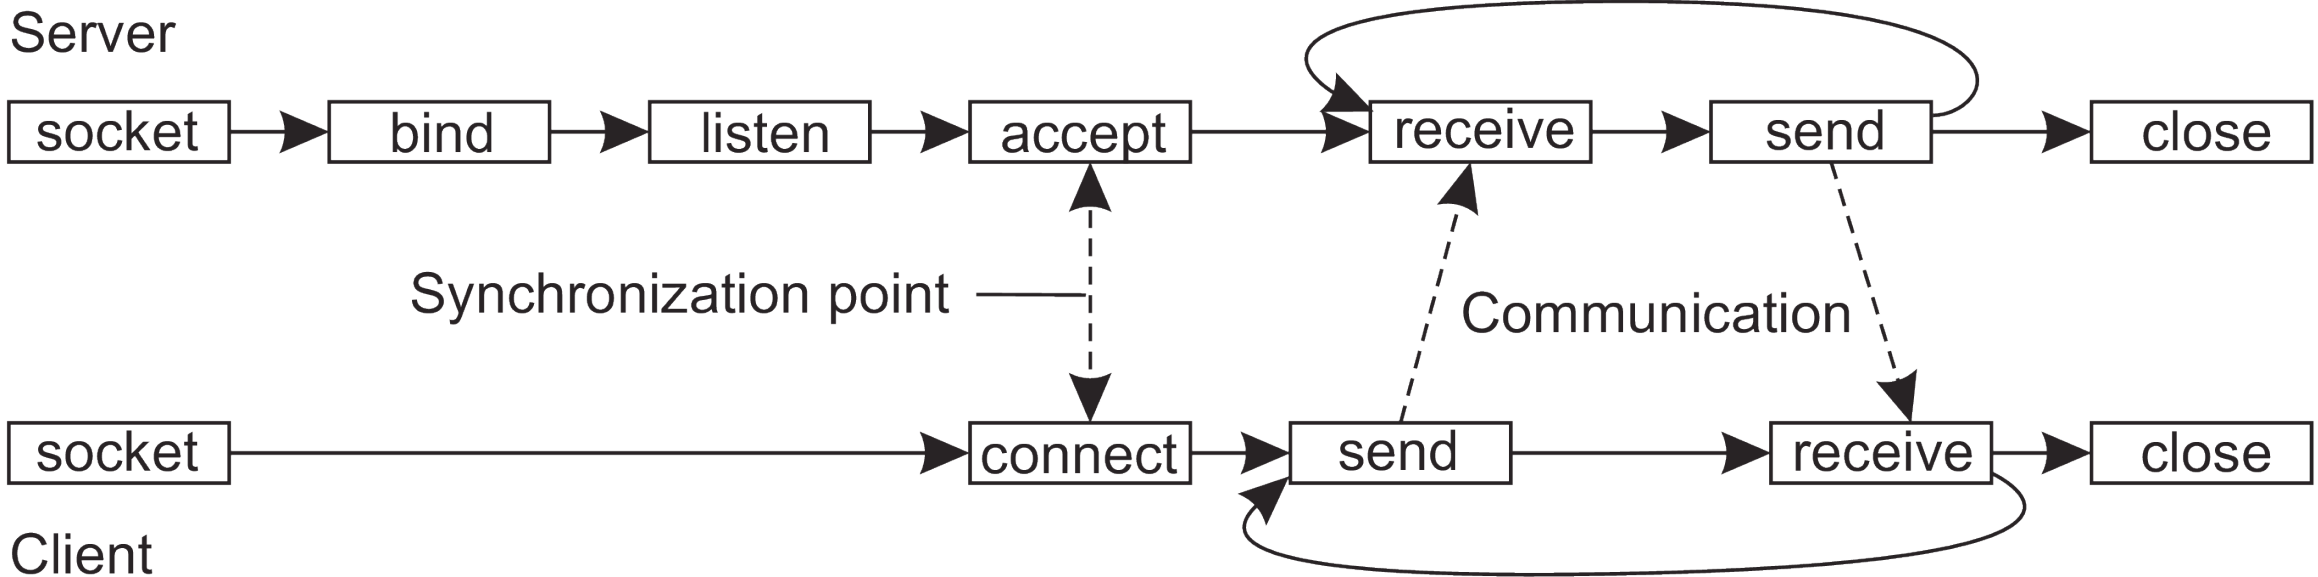 Server
socket bind listen accept receive send close
Synchronization point
Communication
socket connect send receive close
Client